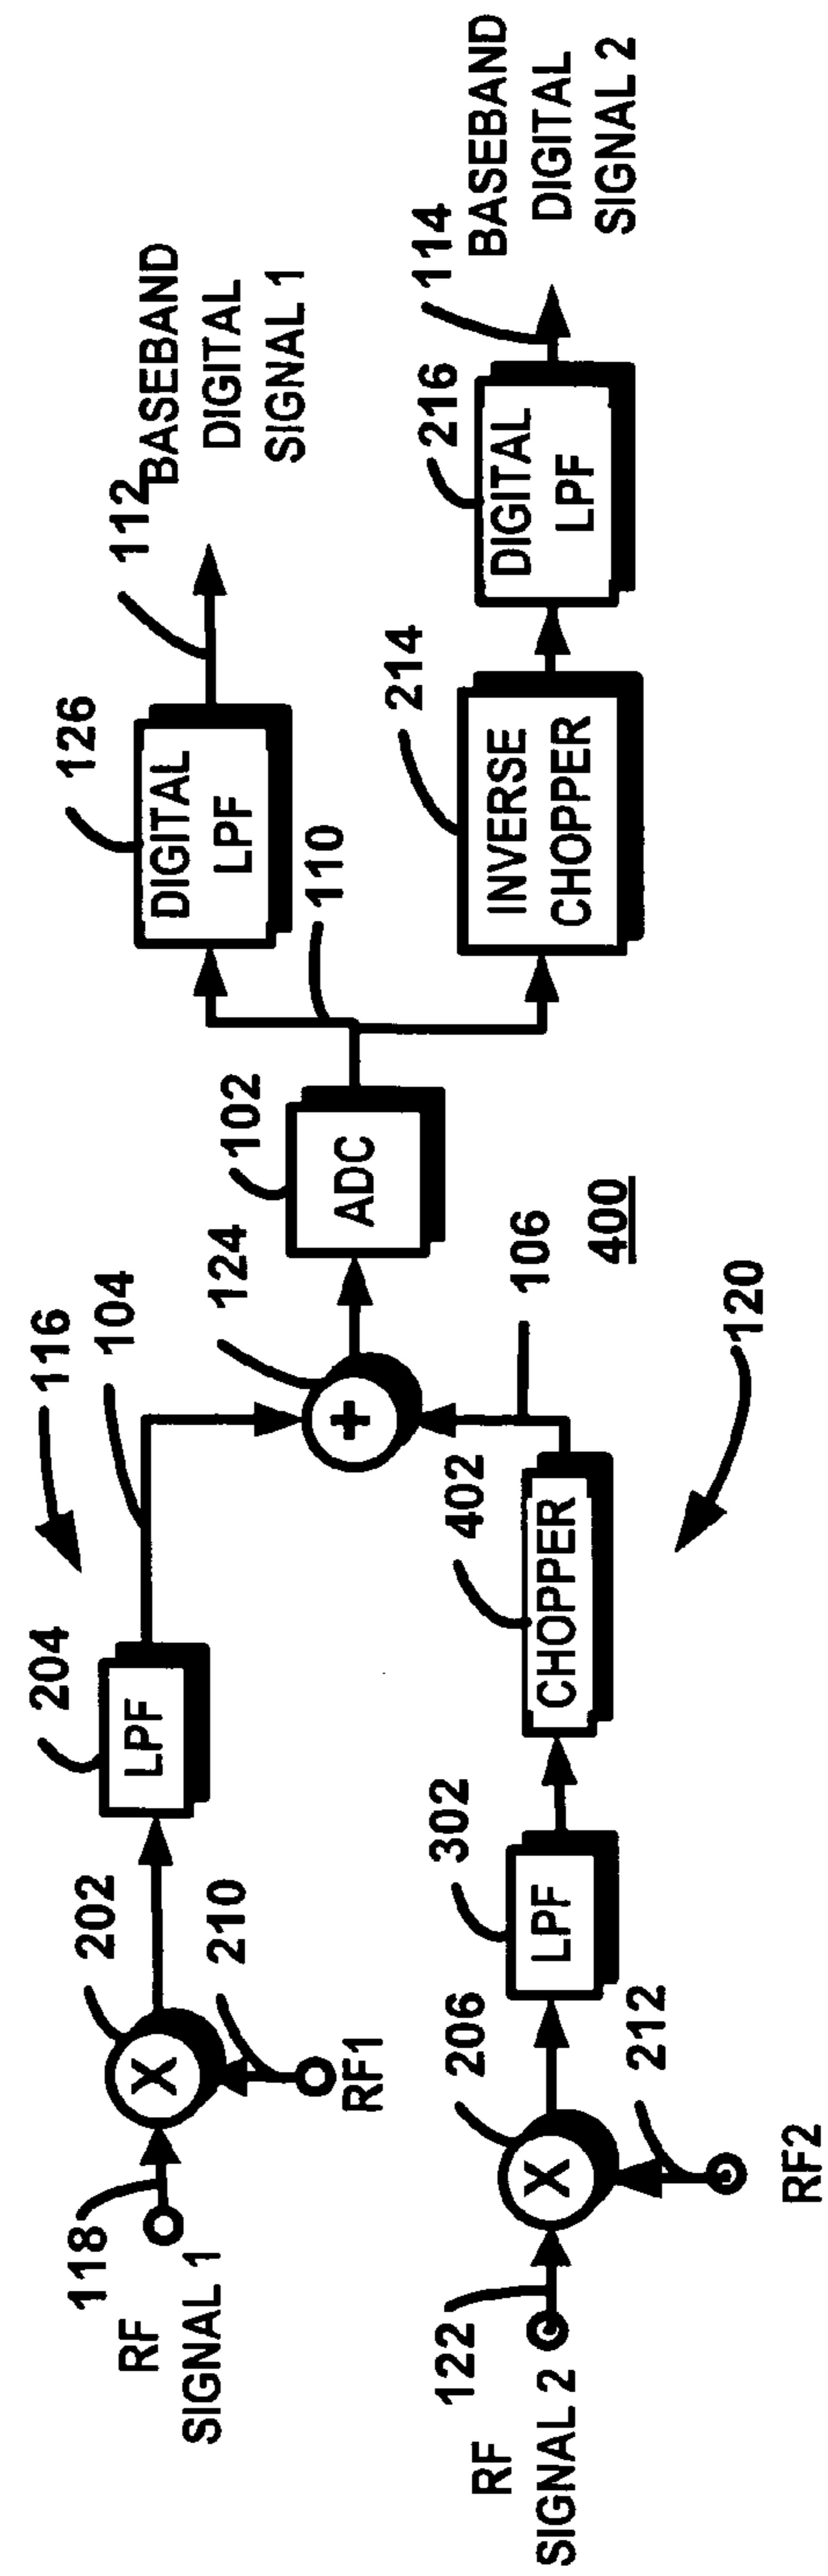 118
RF
SIGNAL 1
X
202
210
RF1
204
LPF
116
104
124
+
102
ADC
110
126
DIGITAL
LPF
112
BASEBAND
DIGITAL
SIGNAL 1
122
RF
SIGNAL 2
X
206
212
RF2
302
LPF
402
CHOPPER
106
120
400
214
INVERSE
CHOPPER
216
DIGITAL
LPF
114
BASEBAND
DIGITAL
SIGNAL 2